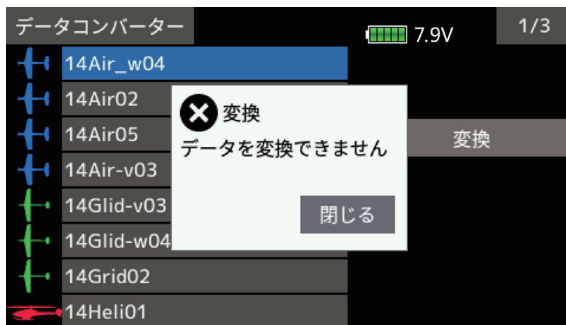 データコンバーター
7.9V
1/3
14Air_w04
14Air02
14Air05
14Air-v03
14Glid-v03
14Glid-w04
14Grid02
14Heli01
変換
データを変換できません
閉じる
変換